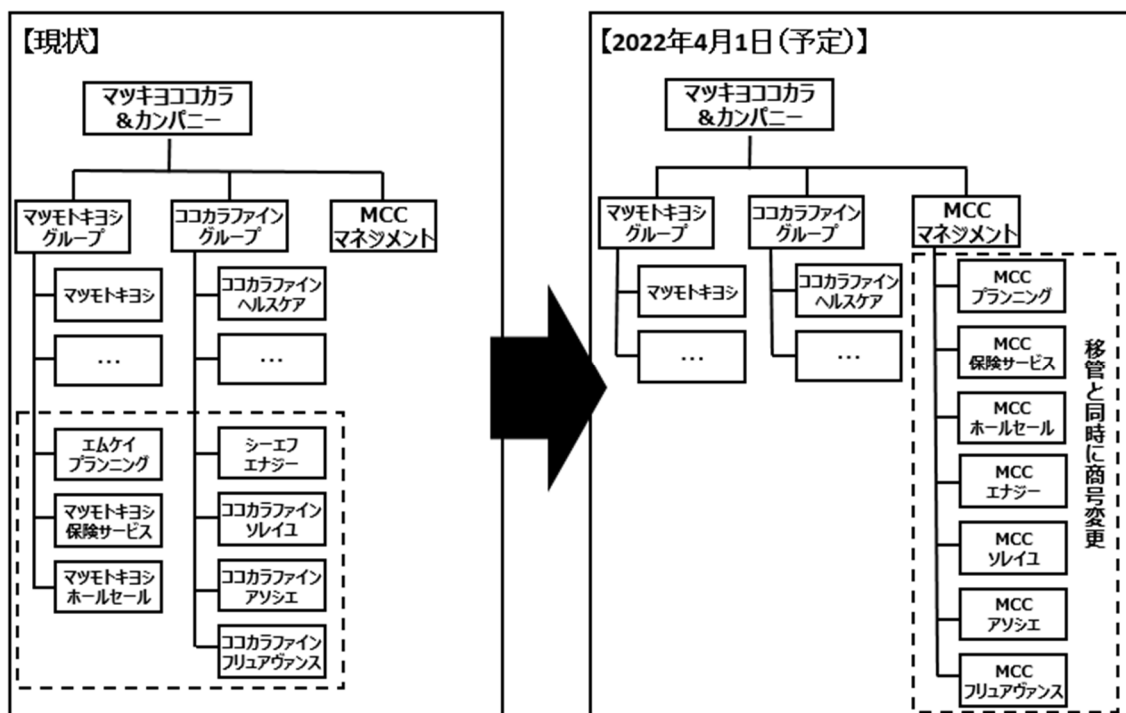 【現状】
マツキヨココカラ
&カンパニー
マツモトキヨシ
グループ
ココカラファイン
グループ
MCC
マネジメント
マツモトキヨシ
…
ココカラファイン
ヘルスケア
…
エムケイ
プランニング
マツモトキヨシ
保険サービス
マツモトキヨシ
ホールセール
シーエフ
エナジー
ココカラファイン
ソレイユ
ココカラファイン
アソシエ
ココカラファイン
フリュアヴァンス
【2022年4月1日(予定)】
マツキヨココカラ
&カンパニー
マツモトキヨシ
グループ
ココカラファイン
グループ
MCC
マネジメント
マツモトキヨシ
…
ココカラファイン
ヘルスケア
…
MCC
プランニング
MCC
保険サービス
MCC
ホールセール
MCC
エナジー
MCC
ソレイユ
MCC
アソシエ
MCC
フリュアヴァンス
移管と同時に商号変更